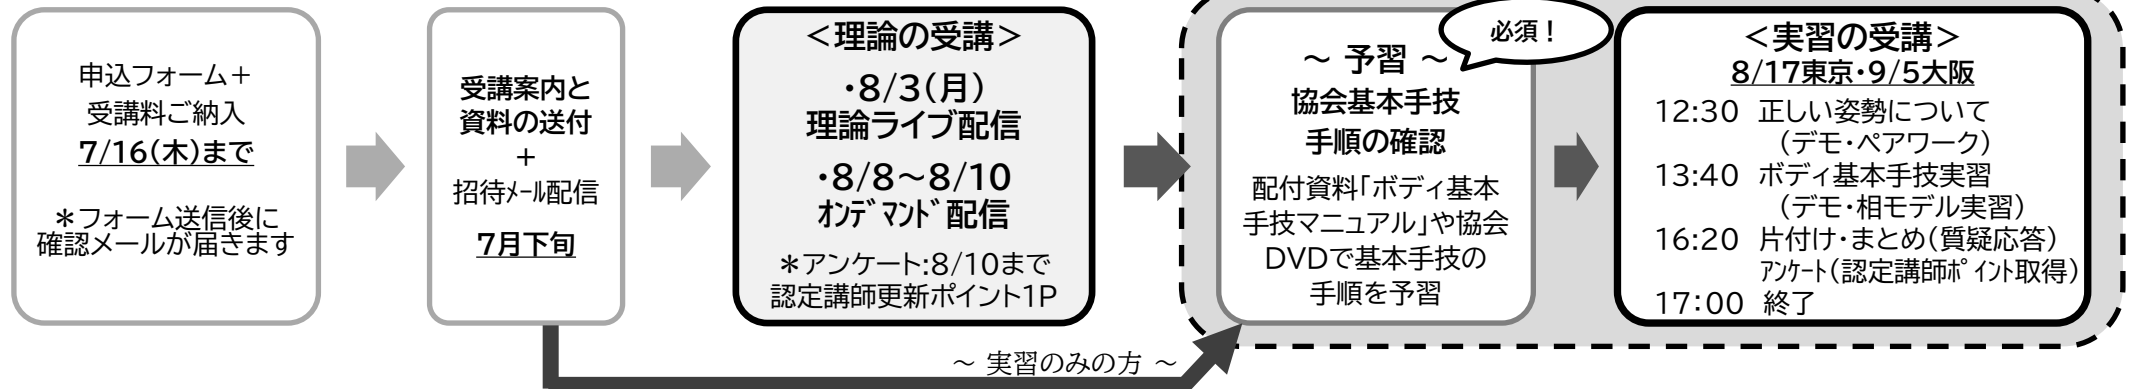 申込フォーム＋
受講料ご納入
7/16(木)まで
＊フォーム送信後に
確認メールが届きます
受講案内と
資料の送付
＋
招待ﾒｰﾙ配信
7月下旬
＜理論の受講＞
・8/3(月)
理論ライブ配信
・8/8～8/10
ｵﾝﾃﾞﾏﾝﾄﾞ配信
＊アンケート:8/10まで
認定講師更新ポイント1P
必須！
～ 予習 ～
協会基本手技
手順の確認
配付資料「ボディ基本
手技マニュアル」や協会
DVDで基本手技の
手順を予習
＜実習の受講＞
8/17東京・9/5大阪
12:30 正しい姿勢について
（デモ・ペアワーク）
13:40 ボディ基本手技実習
（デモ・相モデル実習）
16:20 片付け・まとめ（質疑応答）
ｱﾝｹｰﾄ（認定講師ﾎﾟｲﾝﾄ取得）
17:00 終了
～ 実習のみの方 ～